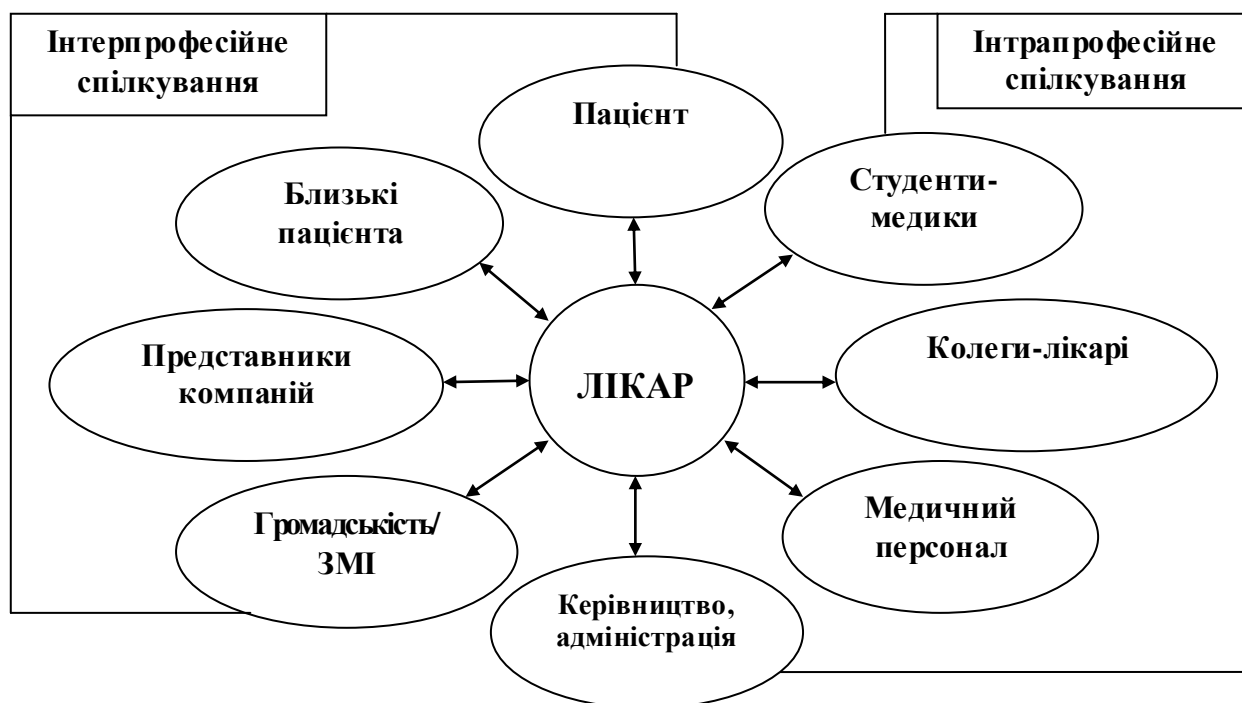 Інтерпрофесійне
спілкування
Інтрапрофесійне
спілкування
Пацієнт
Студенти-
медики
Близькі
пацієнта
Представники
компаній
ЛІКАР
Колеги-лікарі
Громадськість/
ЗМІ
Медичний
персонал
Керівництво,
адміністрація